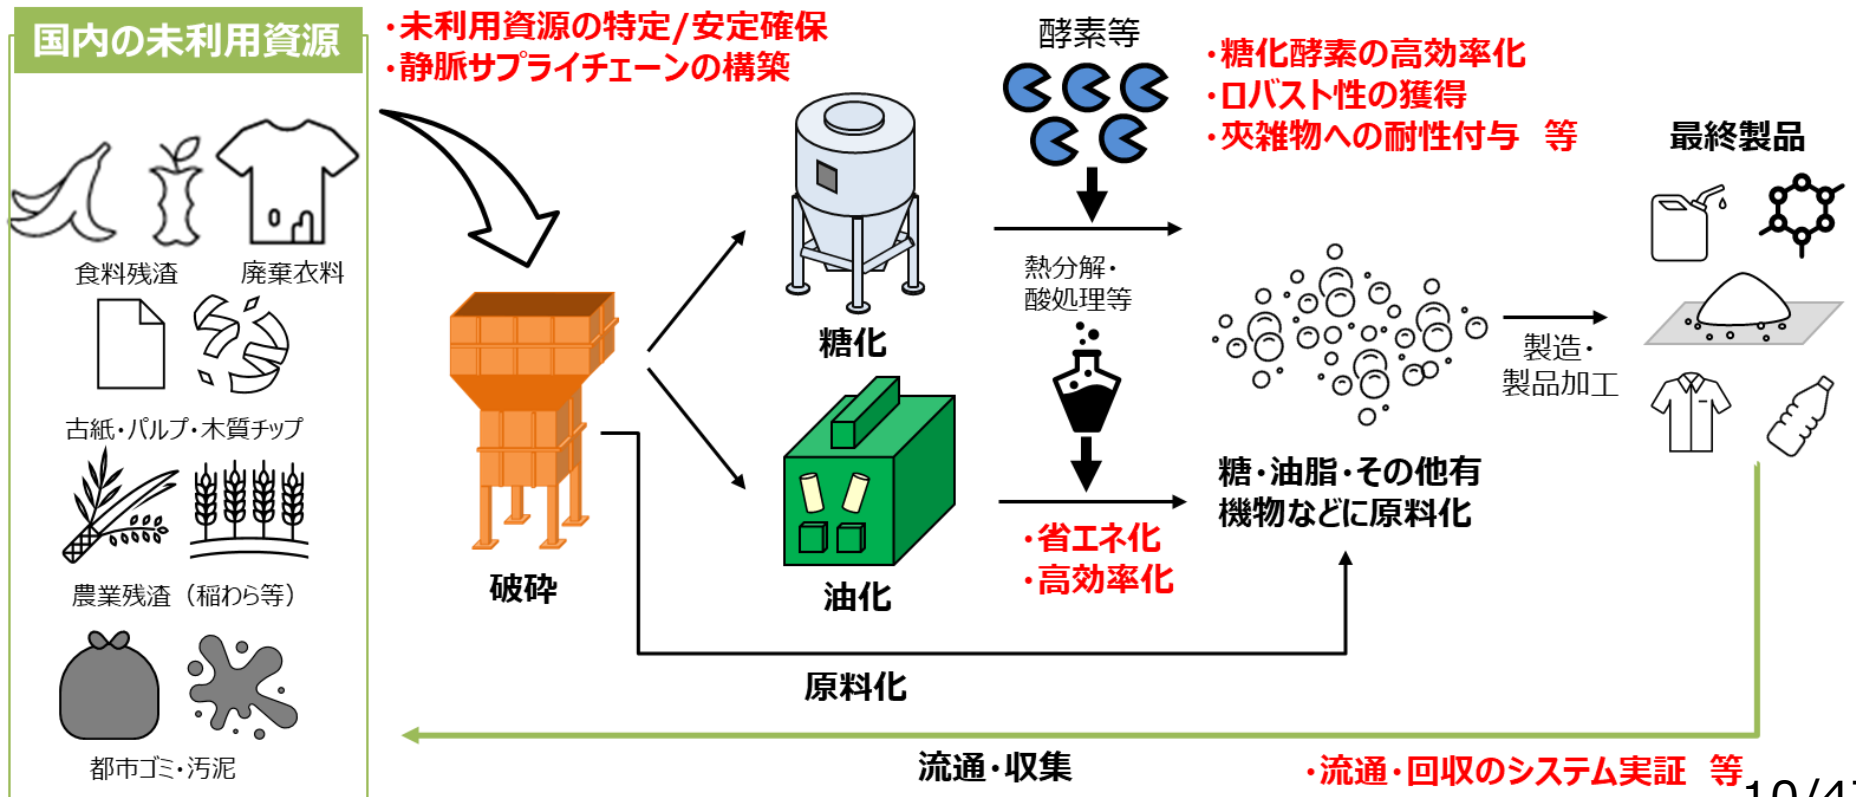 国内の未利用資源
・未利用資源の特定/安定確保
・静脈サプライチェーンの構築
酵素等
・糖化酵素の高効率化
・ロバスト性の獲得
・夾雑物への耐性付与 等
最終製品
食料残渣
廃棄衣料
熱分解・
酸処理等
糖化
製造・
製品加工
古紙・パルプ・木質チップ
糖・油脂・その他有
機物などに原料化
・省エネ化
・高効率化
破砕
油化
農業残渣（稲わら等）
原料化
都市ゴミ・汚泥
流通・収集
・流通・回収のシステム実証 等